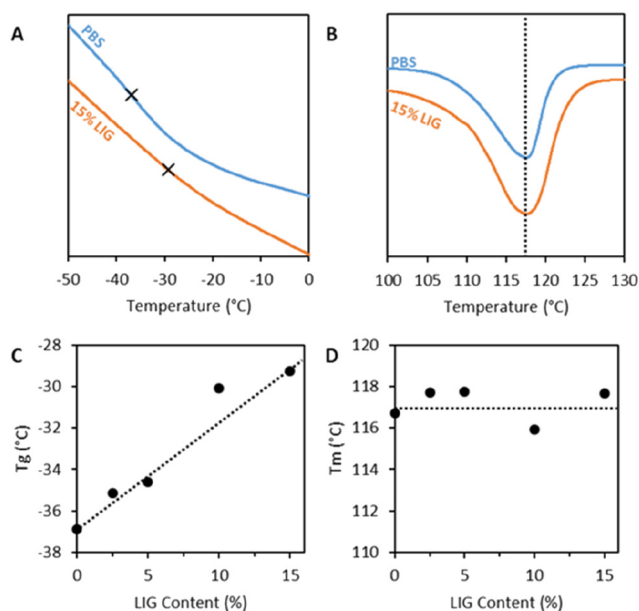 A
PBS
15% LIG
-50 -40 -30 -20 -10 0
Temperature (°C)
B
PBS
15% LIG
100 105 110 115 120 125 130
Temperature (°C)
C
Tg (°C)
-28
-30
-32
-34
-36
-38
0 5 10 15
LIG Content (%)
D
Tm (°C)
120
118
116
114
112
110
0 5 10 15
LIG Content (%)